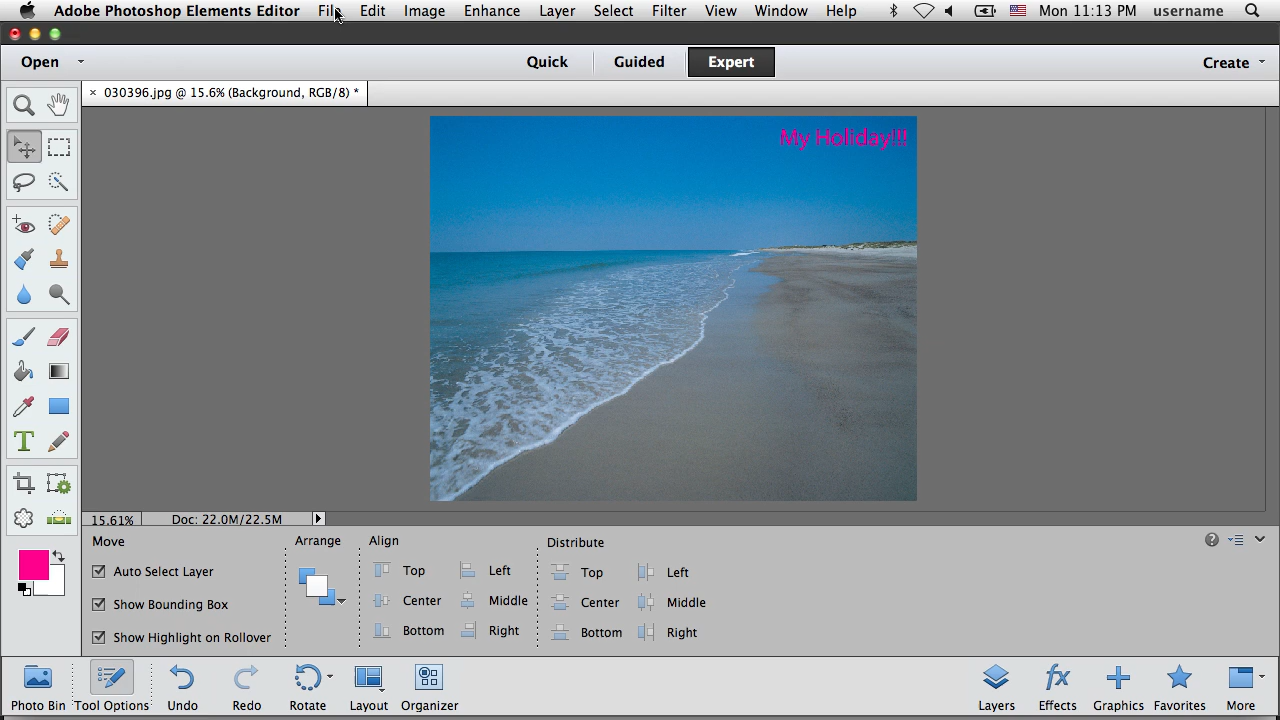 Adobe Photoshop Elements Editor File Edit Image Enhance Layer Select Filter View Window Help Mon 11:13 PM username
Open Quick Guided Expert Create
× 030396.jpg @ 15.6% (Background, RGB/8) *
My Holiday!!!
15.61% Doc: 22.0M/22.5M
Move Arrange Align Distribute
Auto Select Layer Top Left Top Left
Show Bounding Box Center Middle Center Middle
Show Highlight on Rollover Bottom Right Bottom Right
Photo Bin Tool Options Undo Redo Rotate Layout Organizer Layers Effects Graphics Favorites More